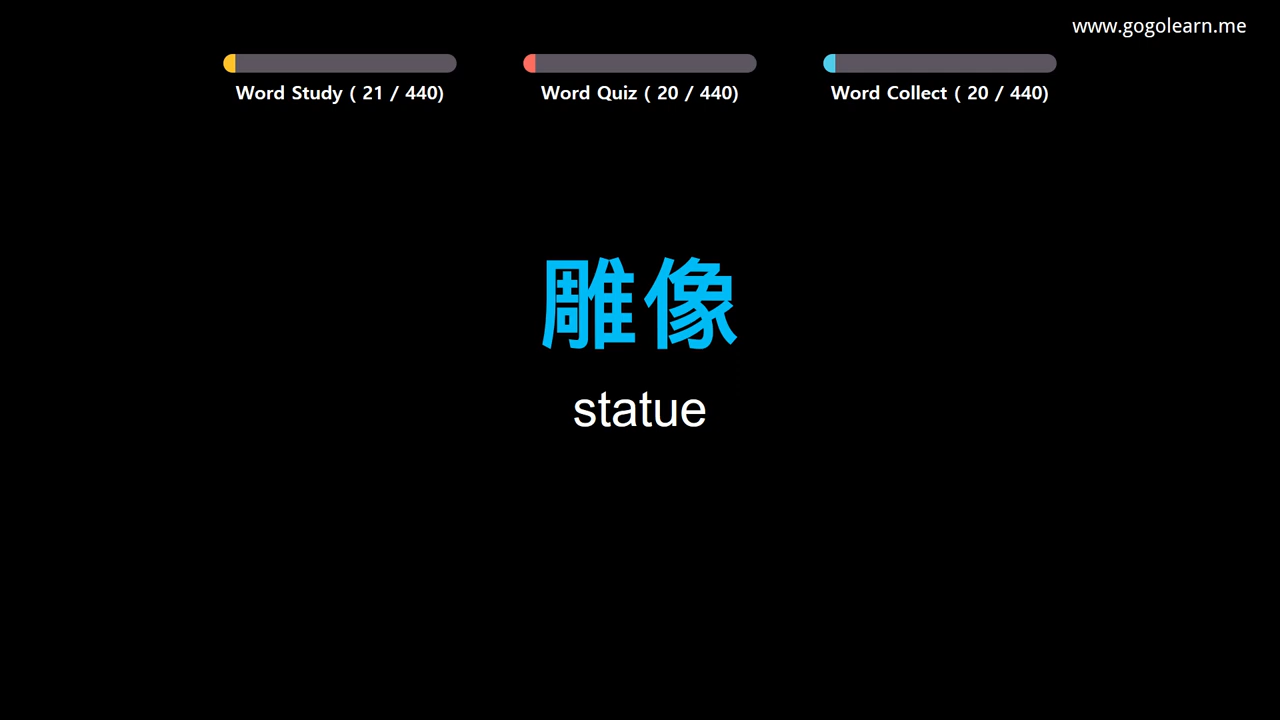 www.gogolearn.me
Word Study ( 21 / 440)
Word Quiz ( 20 / 440)
Word Collect ( 20 / 440)
雕像
statue